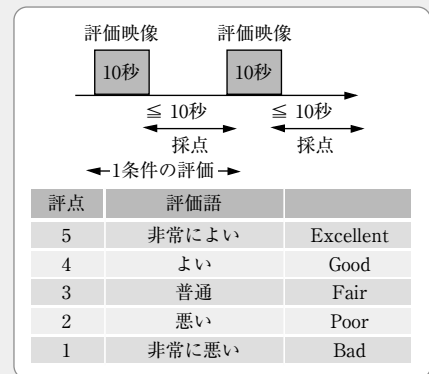 評価映像 評価映像
10秒 10秒
≦ 10秒 ≦ 10秒
採点 採点
1条件の評価
評点 評価語
5 非常によい Excellent
4 よい Good
3 普通 Fair
2 悪い Poor
1 非常に悪い Bad